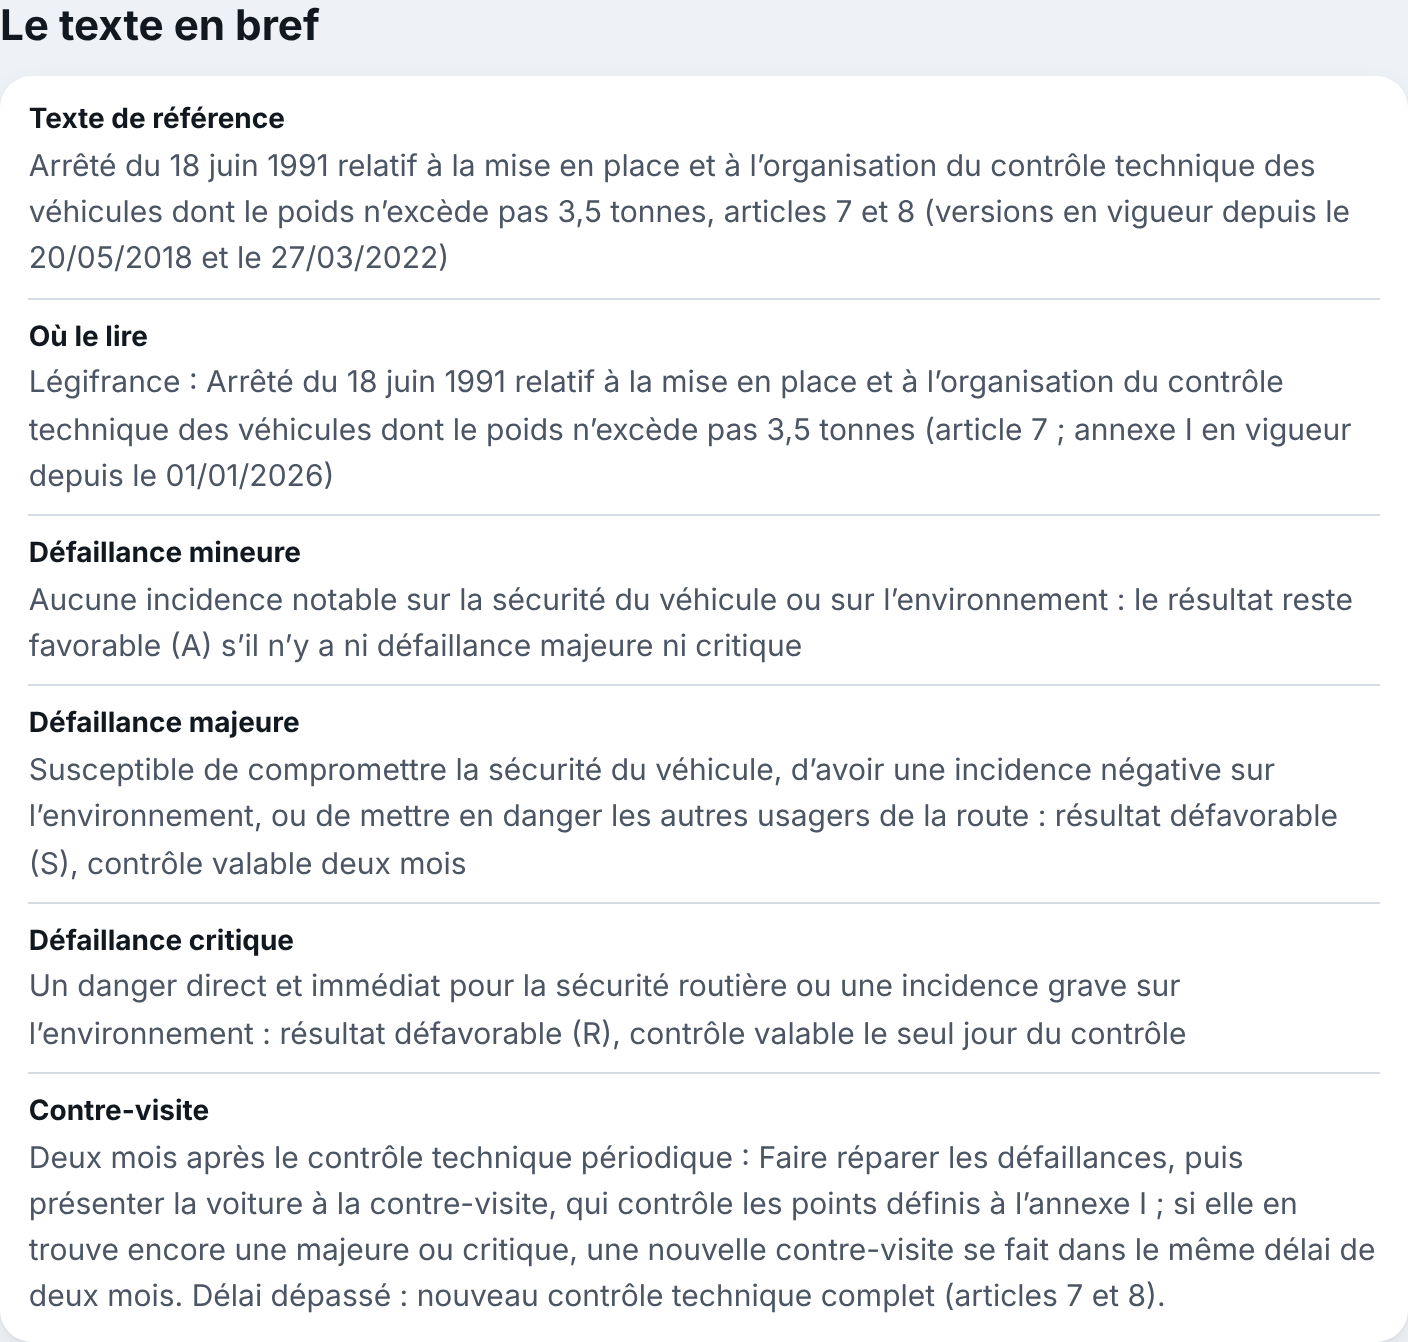 Le texte en bref
Texte de référence
Arrêté du 18 juin 1991 relatif à la mise en place et à l’organisation du contrôle technique des
véhicules dont le poids n’excède pas 3,5 tonnes, articles 7 et 8 (versions en vigueur depuis le
20/05/2018 et le 27/03/2022)
Où le lire
Légifrance : Arrêté du 18 juin 1991 relatif à la mise en place et à l’organisation du contrôle
technique des véhicules dont le poids n’excède pas 3,5 tonnes (article 7 ; annexe I en vigueur
depuis le 01/01/2026)
Défaillance mineure
Aucune incidence notable sur la sécurité du véhicule ou sur l’environnement : le résultat reste
favorable (A) s’il n’y a ni défaillance majeure ni critique
Défaillance majeure
Susceptible de compromettre la sécurité du véhicule, d’avoir une incidence négative sur
l’environnement, ou de mettre en danger les autres usagers de la route : résultat défavorable
(S), contrôle valable deux mois
Défaillance critique
Un danger direct et immédiat pour la sécurité routière ou une incidence grave sur
l’environnement : résultat défavorable (R), contrôle valable le seul jour du contrôle
Contre-visite
Deux mois après le contrôle technique périodique : Faire réparer les défaillances, puis
présenter la voiture à la contre-visite, qui contrôle les points définis à l’annexe I ; si elle en
trouve encore une majeure ou critique, une nouvelle contre-visite se fait dans le même délai de
deux mois. Délai dépassé : nouveau contrôle technique complet (articles 7 et 8).